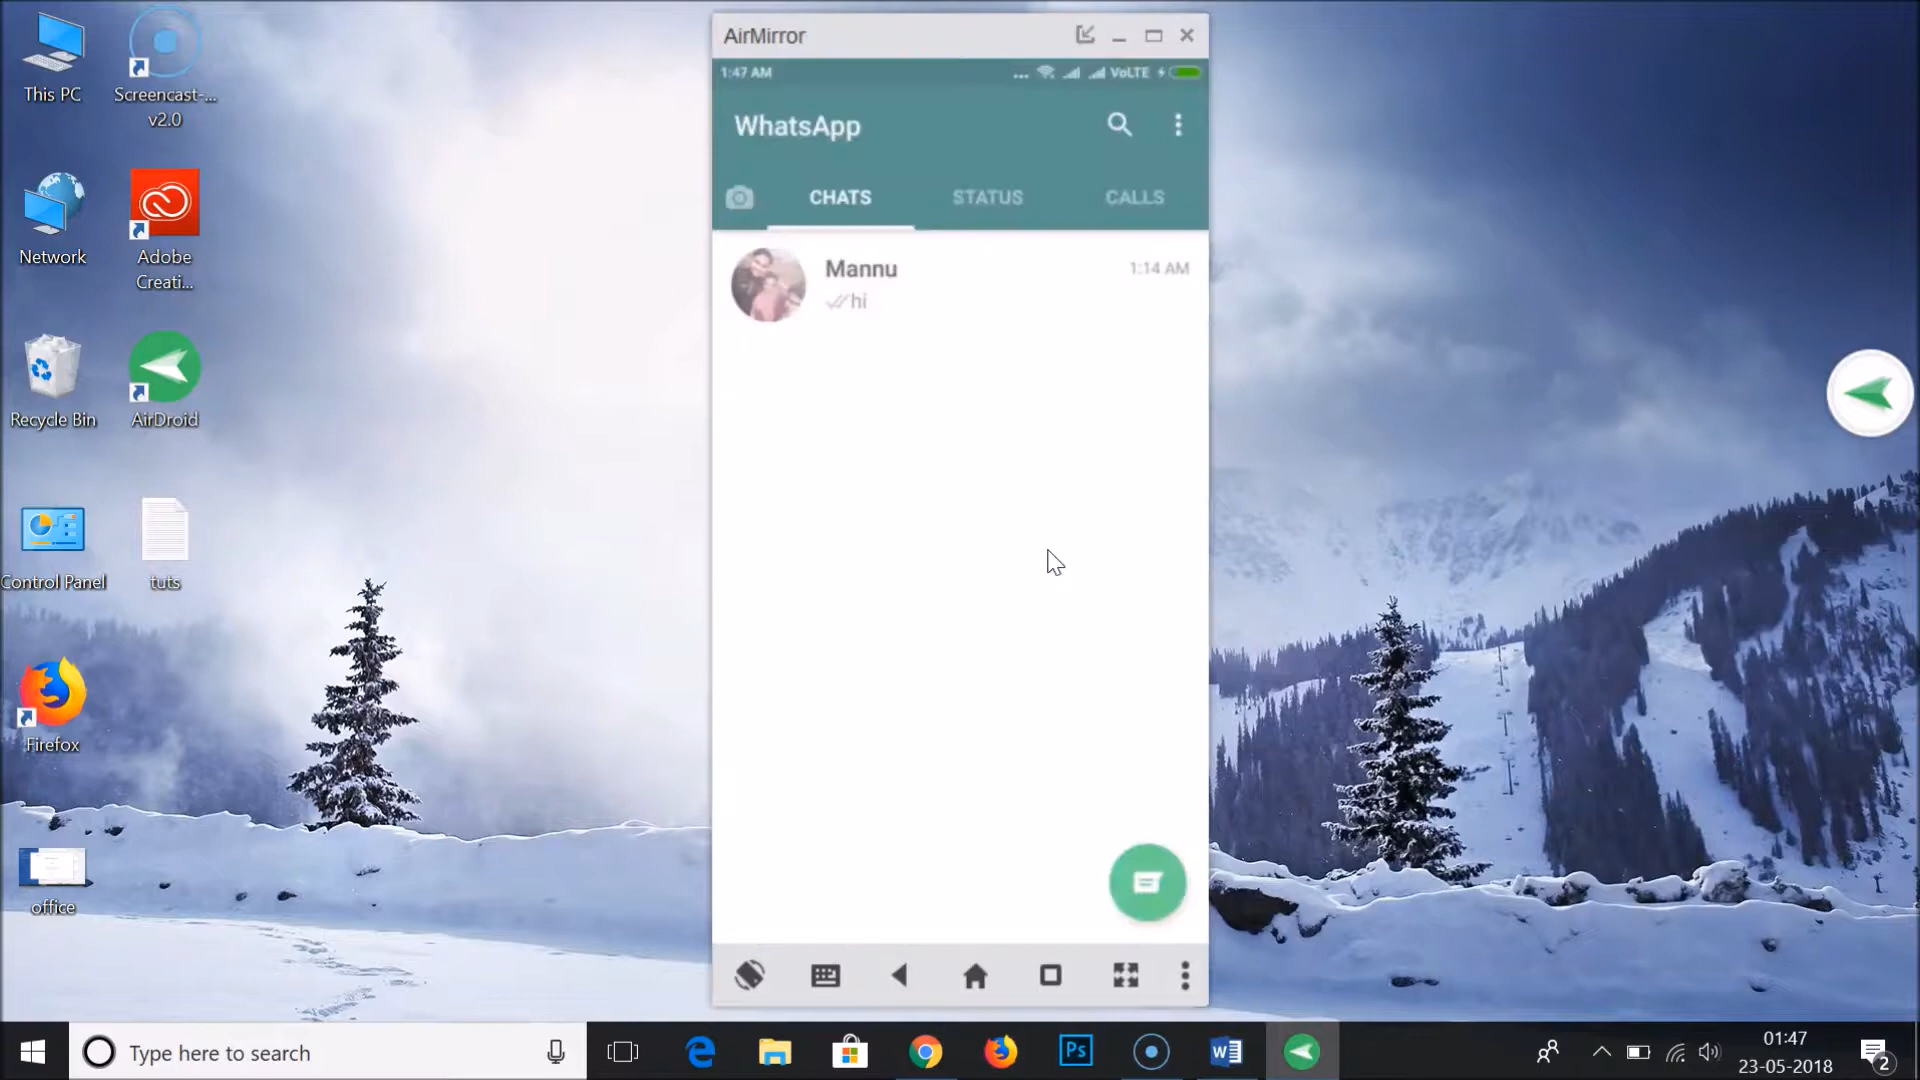 This PC
Screencast-...
v2.0
Network
Adobe
Creati...
Recycle Bin
AirDroid
Control Panel
tuts
Firefox
office
AirMirror
1:47 AM
... VoLTE
WhatsApp
CHATS STATUS CALLS
Mannu 1:14 AM
hi
Type here to search
Ps
01:47
23-05-2018
2